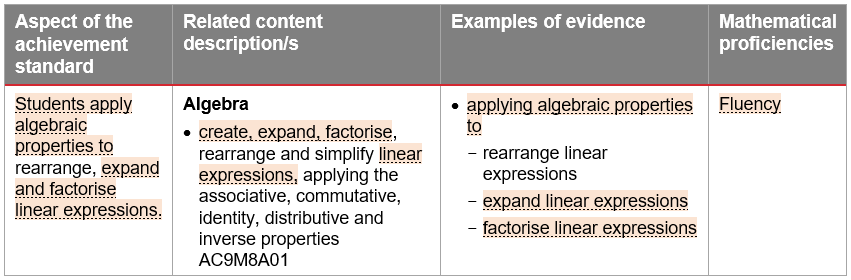 Aspect of the
achievement
standard
Related content
description/s
Examples of evidence
Mathematical
proficiencies
Students apply
algebraic
properties to
rearrange, expand
and factorise
linear expressions.
Algebra
• create, expand, factorise,
rearrange and simplify linear
expressions, applying the
associative, commutative,
identity, distributive and
inverse properties
AC9M8A01
• applying algebraic properties
to
– rearrange linear
expressions
– expand linear expressions
– factorise linear expressions
Fluency